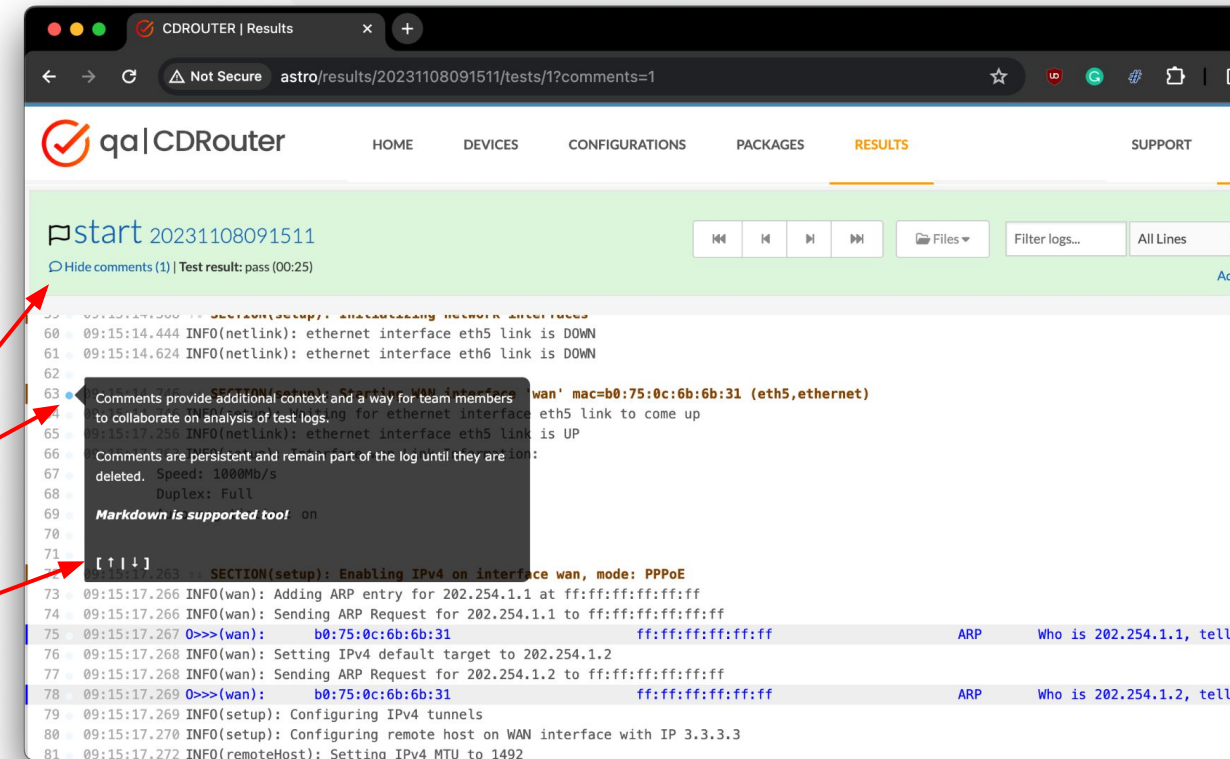 CDROUTER | Results
Not Secure astro/results/20231108091511/tests/1?comments=1
qa|CDRouter HOME DEVICES CONFIGURATIONS PACKAGES RESULTS SUPPORT
start 20231108091511 Files Filter logs... All Lines
Hide comments (1) | Test result: pass (00:25)
60 09:15:14.444 INFO(netlink): ethernet interface eth5 link is DOWN
61 09:15:14.624 INFO(netlink): ethernet interface eth6 link is DOWN
62
63 SECTION(setup): Starting WAN interface 'wan' mac=b0:75:0c:6b:6b:31 (eth5,ethernet)
Comments provide additional context and a way for team members
to collaborate on analysis of test logs.
Comments are persistent and remain part of the log until they are
deleted.
Markdown is supported too!
[↑|↓]
for ethernet interface eth5 link to come up
65 INFO(netlink): ethernet interface eth5 link is UP
66
67 Speed: 1000Mb/s
68 Duplex: Full
69 on
70
71
72 SECTION(setup): Enabling IPv4 on interface wan, mode: PPPoE
73 09:15:17.266 INFO(wan): Adding ARP entry for 202.254.1.1 at ff:ff:ff:ff:ff:ff
74 09:15:17.266 INFO(wan): Sending ARP Request for 202.254.1.1 to ff:ff:ff:ff:ff:ff
75 09:15:17.267 O>>>(wan): b0:75:0c:6b:6b:31 ff:ff:ff:ff:ff:ff ARP Who is 202.254.1.1, tell
76 09:15:17.268 INFO(wan): Setting IPv4 default target to 202.254.1.2
77 09:15:17.268 INFO(wan): Sending ARP Request for 202.254.1.2 to ff:ff:ff:ff:ff:ff
78 09:15:17.269 O>>>(wan): b0:75:0c:6b:6b:31 ff:ff:ff:ff:ff:ff ARP Who is 202.254.1.2, tell
79 09:15:17.269 INFO(setup): Configuring IPv4 tunnels
80 09:15:17.270 INFO(setup): Configuring remote host on WAN interface with IP 3.3.3.3
81 09:15:17.272 INFO(remoteHost): Setting IPv4 MTU to 1492